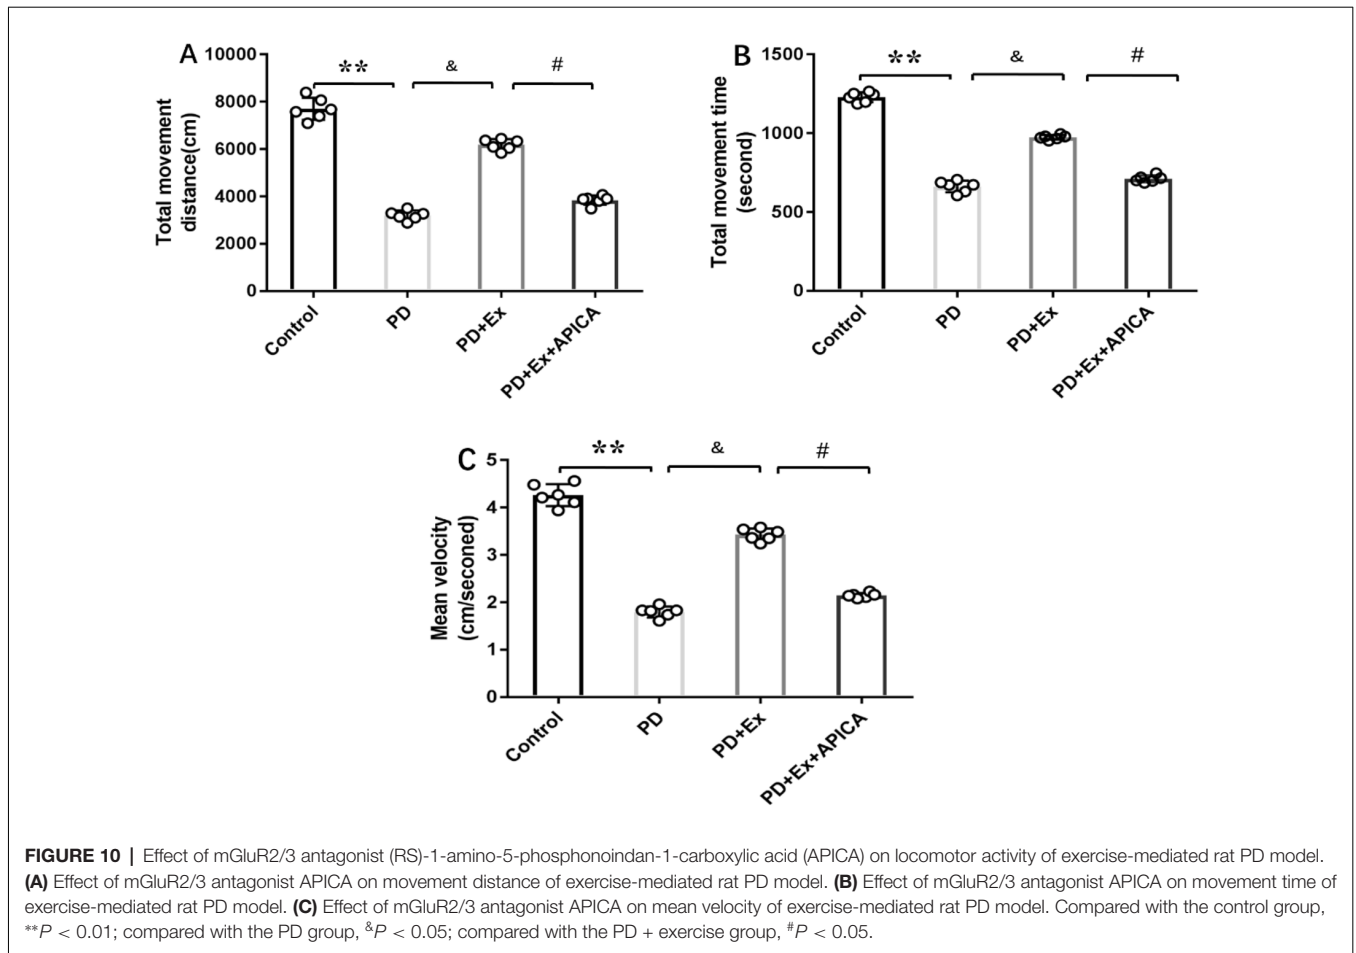 A
Total movement
distance(cm)
10000
8000
6000
4000
2000
0
**
&
#
Control
PD
PD+Ex
PD+Ex+APICA
B
Total movement time
(second)
1500
1000
500
0
**
&
#
Control
PD
PD+Ex
PD+Ex+APICA
C
Mean velocity
(cm/seconed)
5
4
3
2
1
0
**
&
#
Control
PD
PD+Ex
PD+Ex+APICA
FIGURE 10 | Effect of mGluR2/3 antagonist (RS)-1-amino-5-phosphonoindan-1-carboxylic acid (APICA) on locomotor activity of exercise-mediated rat PD model.
(A) Effect of mGluR2/3 antagonist APICA on movement distance of exercise-mediated rat PD model. (B) Effect of mGluR2/3 antagonist APICA on movement time of
exercise-mediated rat PD model. (C) Effect of mGluR2/3 antagonist APICA on mean velocity of exercise-mediated rat PD model. Compared with the control group,
**P < 0.01; compared with the PD group, &P < 0.05; compared with the PD + exercise group, #P < 0.05.